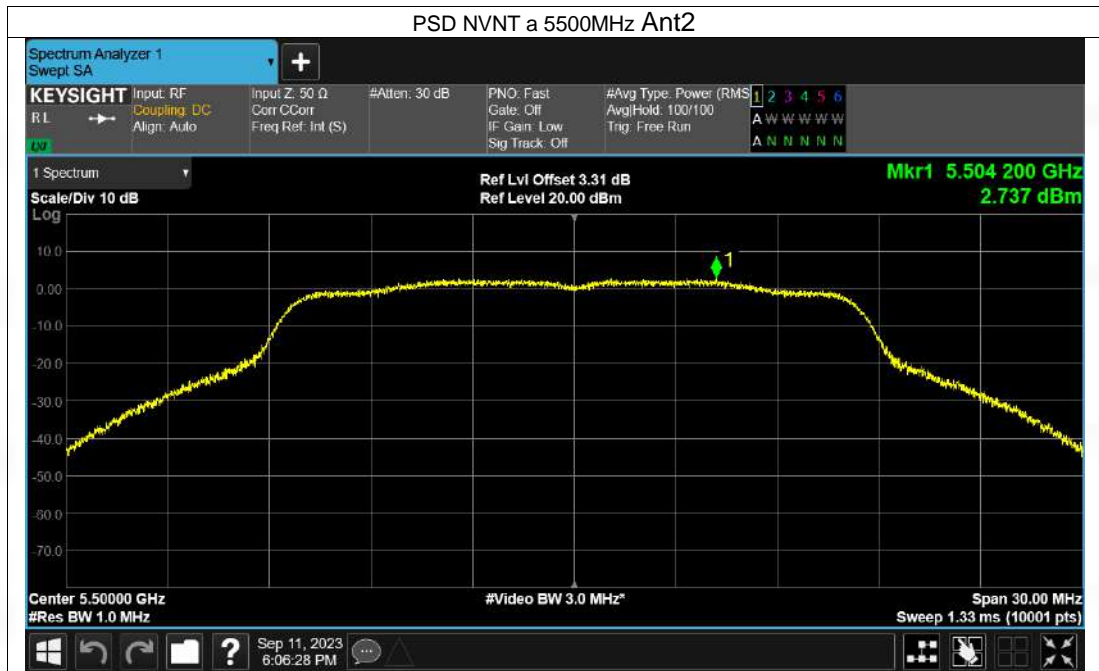 PSD NVNT a 5500MHz Ant2
Spectrum Analyzer 1
Swept SA
+
KEYSIGHT
RL
LXI
Input: RF
Coupling: DC
Align: Auto
Input Z: 50 Ω
Corr CCorr
Freq Ref: Int (S)
#Atten: 30 dB
PNO: Fast
Gate: Off
IF Gain: Low
Sig Track: Off
#Avg Type: Power (RMS
Avg|Hold: 100/100
Trig: Free Run
1 2 3 4 5 6
A W W W W W
A N N N N N
1 Spectrum
Scale/Div 10 dB
Ref Lvl Offset 3.31 dB
Ref Level 20.00 dBm
Mkr1 5.504 200 GHz
2.737 dBm
Log
10.0
0.00
-10.0
-20.0
-30.0
-40.0
-50.0
-60.0
-70.0
1
Center 5.50000 GHz
#Res BW 1.0 MHz
#Video BW 3.0 MHz*
Span 30.00 MHz
Sweep 1.33 ms (10001 pts)
?
Sep 11, 2023
6:06:28 PM